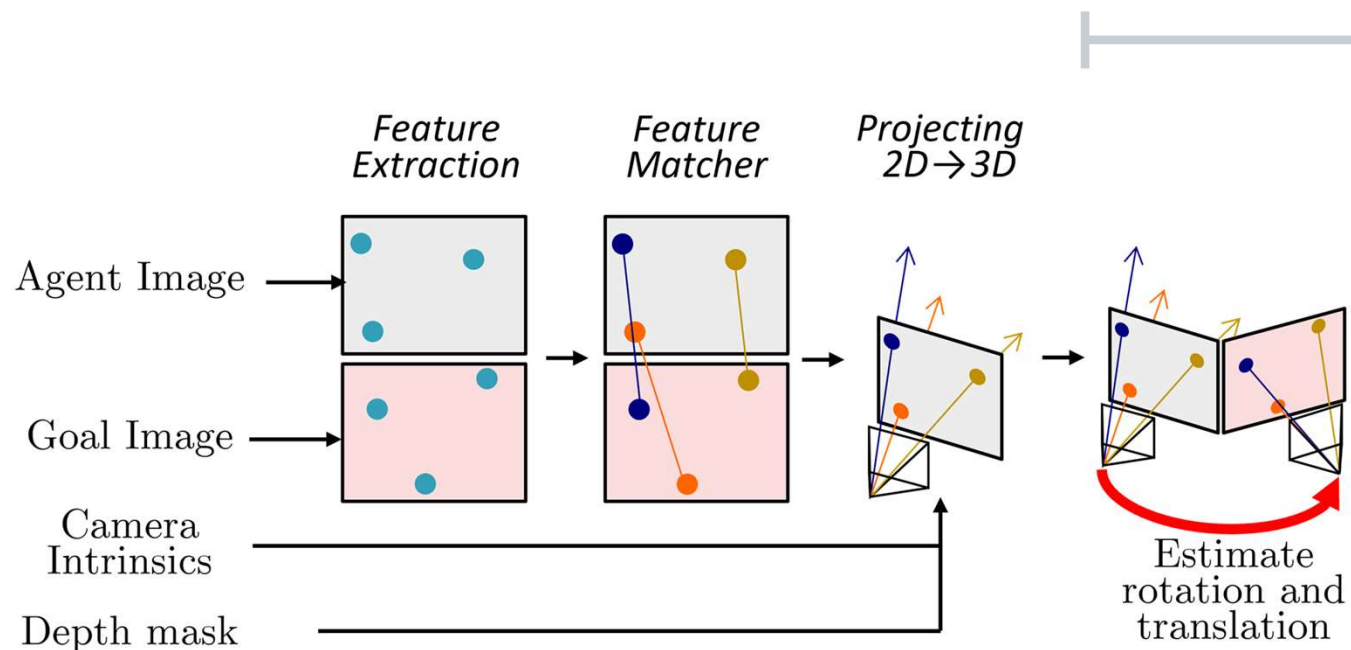 Feature
Extraction
Feature
Matcher
Projecting
2D→3D
Agent Image
Goal Image
Camera
Intrinsics
Depth mask
Estimate
rotation and
translation